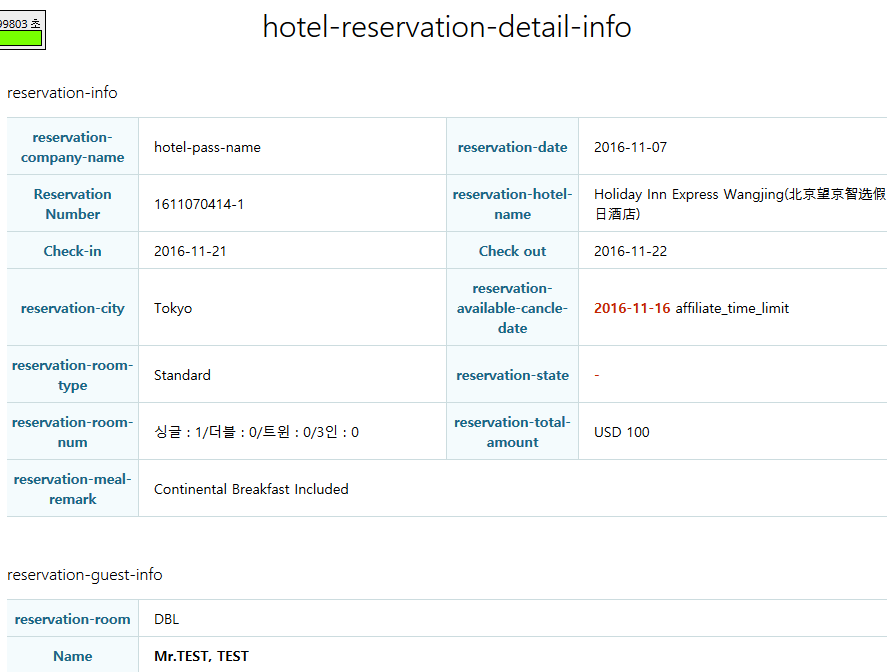 99803 초
hotel-reservation-detail-info
reservation-info
reservation-
company-name
hotel-pass-name
reservation-date
2016-11-07
Reservation
Number
1611070414-1
reservation-hotel-
name
Holiday Inn Express Wangjing(北京望京智选假
日酒店)
Check-in
2016-11-21
Check out
2016-11-22
reservation-city
Tokyo
reservation-
available-cancle-
date
2016-11-16 affiliate_time_limit
reservation-room-
type
Standard
reservation-state
-
reservation-room-
num
싱글 : 1/더블 : 0/트윈 : 0/3인 : 0
reservation-total-
amount
USD 100
reservation-meal-
remark
Continental Breakfast Included
reservation-guest-info
reservation-room
DBL
Name
Mr.TEST, TEST